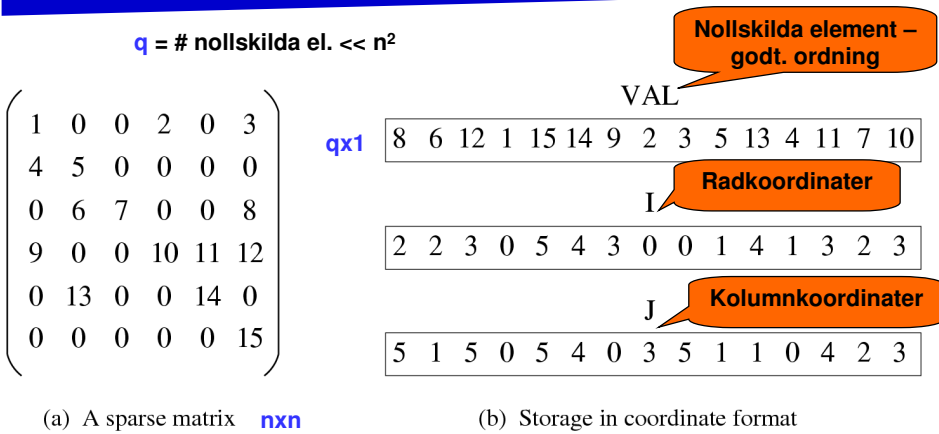 q = # nollskilda el. << n²
Nollskilda element –
godt. ordning
VAL
1 0 0 2 0 3
4 5 0 0 0 0
0 6 7 0 0 8
9 0 0 10 11 12
0 13 0 0 14 0
0 0 0 0 0 15
qx1
8 6 12 1 15 14 9 2 3 5 13 4 11 7 10
Radkoordinater
I
2 2 3 0 5 4 3 0 0 1 4 1 3 2 3
Kolumnkoordinater
J
5 1 5 0 5 4 0 3 5 1 1 0 4 2 3
(a) A sparse matrix nxn
(b) Storage in coordinate format